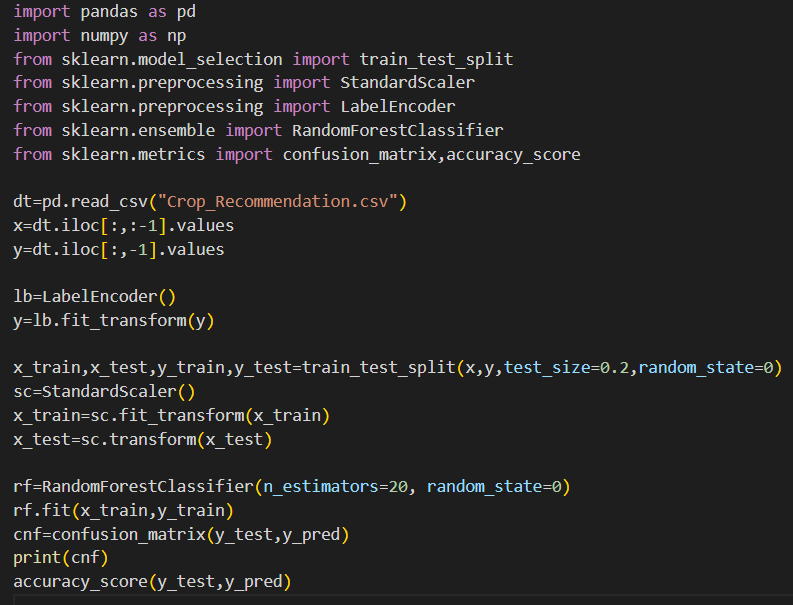 import pandas as pd
import numpy as np
from sklearn.model_selection import train_test_split
from sklearn.preprocessing import StandardScaler
from sklearn.preprocessing import LabelEncoder
from sklearn.ensemble import RandomForestClassifier
from sklearn.metrics import confusion_matrix,accuracy_score
dt=pd.read_csv("Crop_Recommendation.csv")
x=dt.iloc[:,:-1].values
y=dt.iloc[:,-1].values
lb=LabelEncoder()
y=lb.fit_transform(y)
x_train,x_test,y_train,y_test=train_test_split(x,y,test_size=0.2,random_state=0)
sc=StandardScaler()
x_train=sc.fit_transform(x_train)
x_test=sc.transform(x_test)
rf=RandomForestClassifier(n_estimators=20, random_state=0)
rf.fit(x_train,y_train)
cnf=confusion_matrix(y_test,y_pred)
print(cnf)
accuracy_score(y_test,y_pred)